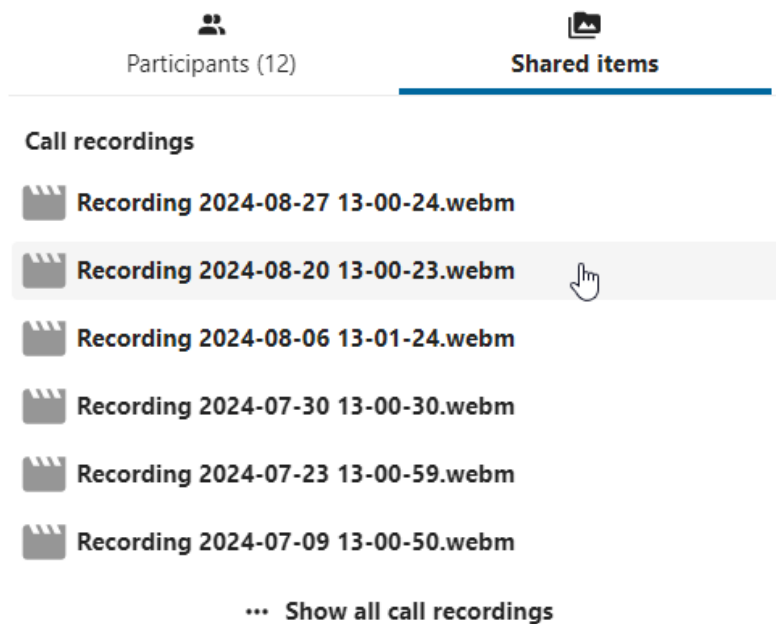 Participants (12)
Shared items
Call recordings
Recording 2024-08-27 13-00-24.webm
Recording 2024-08-20 13-00-23.webm
Recording 2024-08-06 13-01-24.webm
Recording 2024-07-30 13-00-30.webm
Recording 2024-07-23 13-00-59.webm
Recording 2024-07-09 13-00-50.webm
••• Show all call recordings